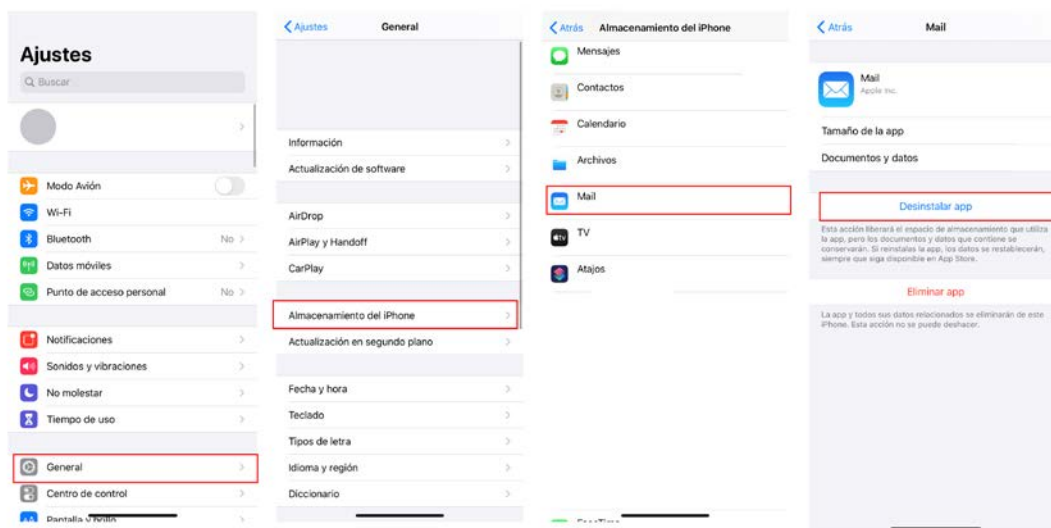 Ajustes
Buscar
Modo Avión
Wi-Fi
Bluetooth No
Datos móviles
Punto de acceso personal No
Notificaciones
Sonidos y vibraciones
No molestar
Tiempo de uso
General
Centro de control
Pantalla y brillo
Ajustes General
Información
Actualización de software
AirDrop
AirPlay y Handoff
CarPlay
Almacenamiento del iPhone
Actualización en segundo plano
Fecha y hora
Teclado
Tipos de letra
Idioma y región
Diccionario
Atrás Almacenamiento del iPhone
Mensajes
Contactos
Calendario
Archivos
Mail
tv TV
Atajos
FaceTime
Atrás Mail
Mail
Apple Inc.
Tamaño de la app
Documentos y datos
Desinstalar app
Esta acción liberará el espacio de almacenamiento que utiliza
la app, pero los documentos y datos que contiene se
conservarán. Si reinstalas la app, los datos se restablecerán,
siempre que siga disponible en App Store.
Eliminar app
La app y todos sus datos relacionados se eliminarán de este
iPhone. Esta acción no se puede deshacer.